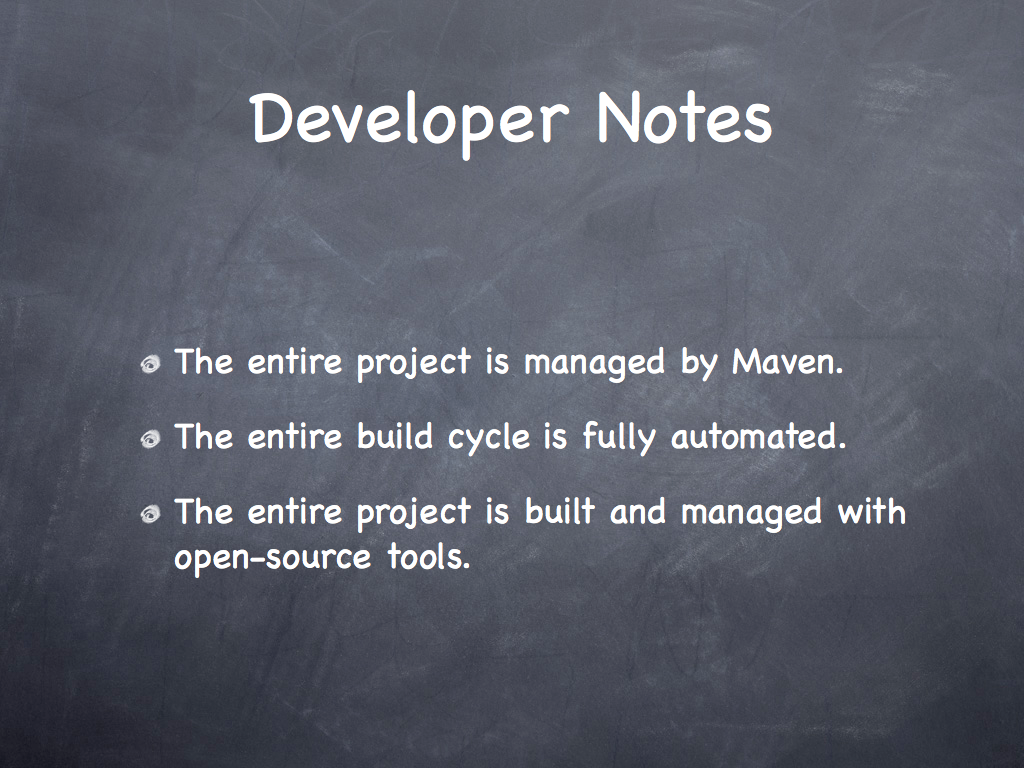 Developer Notes
The entire project is managed by Maven.
The entire build cycle is fully automated.
The entire project is built and managed with
open-source tools.